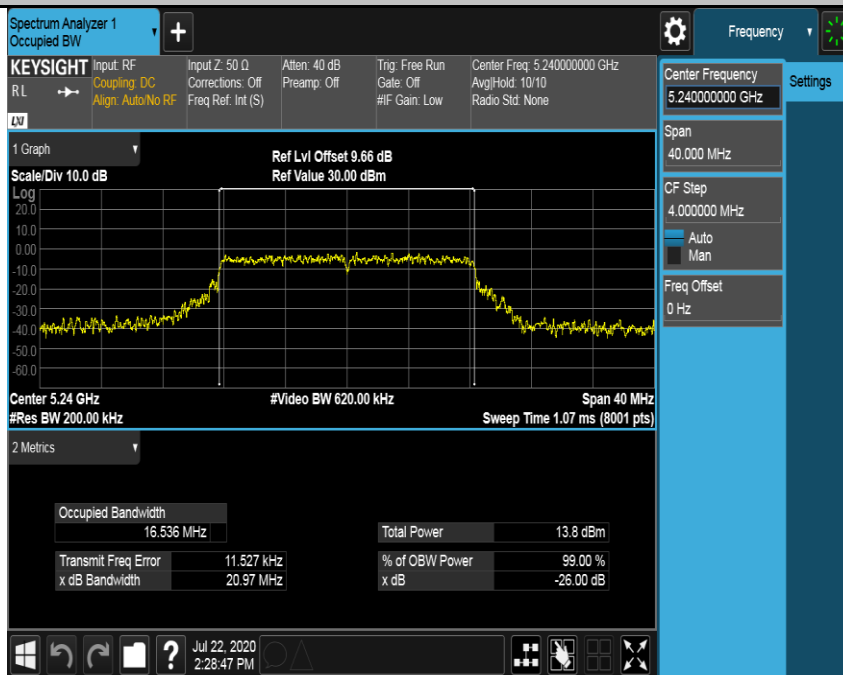 Spectrum Analyzer 1
Occupied BW
+
Frequency
KEYSIGHT
RL
LXI
Input: RF
Coupling: DC
Align: Auto/No RF
Input Z: 50 Ω
Corrections: Off
Freq Ref: Int (S)
Atten: 40 dB
Preamp: Off
Trig: Free Run
Gate: Off
#IF Gain: Low
Center Freq: 5.240000000 GHz
Avg|Hold: 10/10
Radio Std: None
Center Frequency
5.240000000 GHz
Settings
Span
40.000 MHz
CF Step
4.000000 MHz
Auto
Man
Freq Offset
0 Hz
1 Graph
Scale/Div 10.0 dB
Ref Lvl Offset 9.66 dB
Ref Value 30.00 dBm
Log
20.0
10.0
0.00
-10.0
-20.0
-30.0
-40.0
-50.0
-60.0
Center 5.24 GHz
#Video BW 620.00 kHz
Span 40 MHz
#Res BW 200.00 kHz
Sweep Time 1.07 ms (8001 pts)
2 Metrics
Occupied Bandwidth
16.536 MHz
Total Power 13.8 dBm
Transmit Freq Error 11.527 kHz
% of OBW Power 99.00 %
x dB Bandwidth 20.97 MHz
x dB -26.00 dB
?
Jul 22, 2020
2:28:47 PM